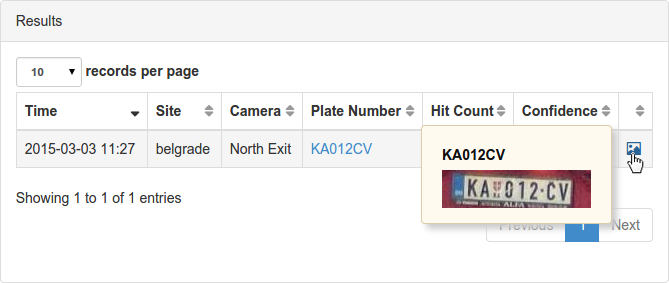 Results
10 records per page
Time Site Camera Plate Number Hit Count Confidence
2015-03-03 11:27 belgrade North Exit KA012CV
KA012CV
KA 012-CV
Showing 1 to 1 of 1 entries
Previous 1 Next